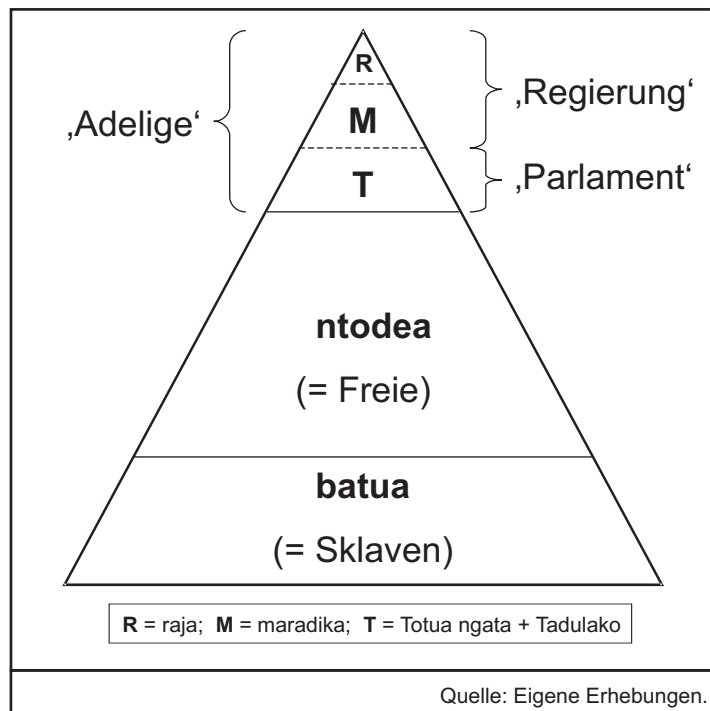 R
‚Adelige‘
M
‚Regierung‘
T
‚Parlament‘
ntodea
(= Freie)
batua
(= Sklaven)
R = raja; M = maradika; T = Totua ngata + Tadulako
Quelle: Eigene Erhebungen.